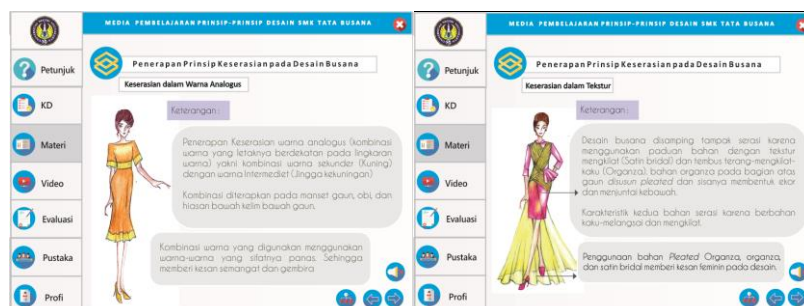 MEDIA PEMBELAJARAN PRINSIP-PRINSIP DESAIN SMK TATA BUSANA
Penerapan Prinsip Keserasian pada Desain Busana
Keserasian dalam Warna Analogus
Petunjuk
KD
Materi
Video
Evaluasi
Pustaka
Profi
Keterangan :
Penerapan Keserasian warna analogus (kombinasi
warna yang letaknya berdekatan pada lingkaran
warna) yakni kombinasi warna sekunder (Kuning)
dengan warna Intermediet (Jingga kekuningan)
Kombinasi diterapkan pada manset gaun, obi, dan
hiasan bawah kelim bawah gaun.
Kombinasi warna yang digunakan menggunakan
warna-warna yang sifatnya panas. Sehingga
memberi kesan semangat dan gembira
MEDIA PEMBELAJARAN PRINSIP-PRINSIP DESAIN SMK TATA BUSANA
Penerapan Prinsip Keserasian pada Desain Busana
Keserasian dalam Tekstur
Petunjuk
KD
Materi
Video
Evaluasi
Pustaka
Profi
Keterangan :
Desain busana disamping tampak serasi karena
menggunakan paduan bahan dengan tekstur
mengkilat (Satin bridal) dan tembus terang-mengkilat-
kaku (Organza), bahan organza pada bagian atas
gaun disusun pleated dan sisanya membentuk ekor
dan menjuntai kebawah.
Karakteristik kedua bahan serasi karena berbahan
kaku-melangsai dan mengkilat.
Penggunaan bahan Pleated Organza, organza,
dan satin bridal memberi kesan feminin pada desain.